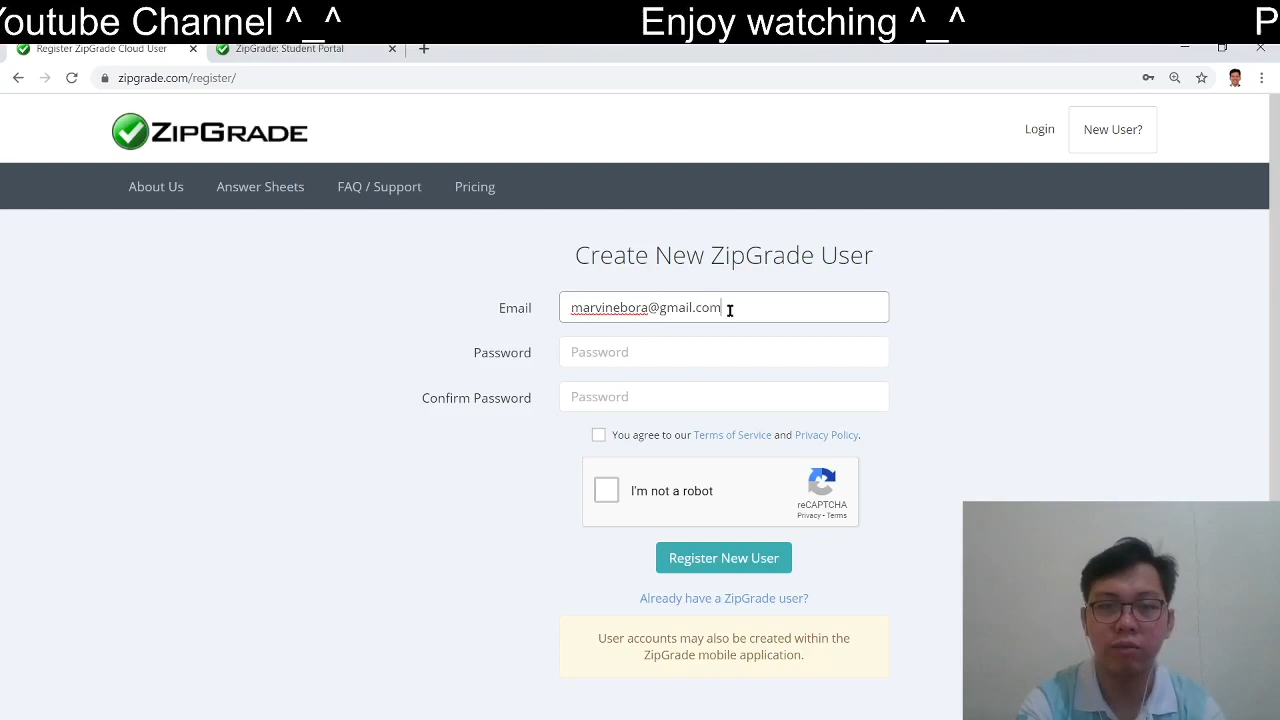 Youtube Channel ^_^ Enjoy watching ^_^ P
Register ZipGrade Cloud User ZipGrade: Student Portal
zipgrade.com/register/
ZIPGRADE Login New User?
About Us Answer Sheets FAQ / Support Pricing
Create New ZipGrade User
Email marvinebora@gmail.com
Password Password
Confirm Password Password
You agree to our Terms of Service and Privacy Policy.
I'm not a robot
reCAPTCHA
Privacy - Terms
Register New User
Already have a ZipGrade user?
User accounts may also be created within the
ZipGrade mobile application.